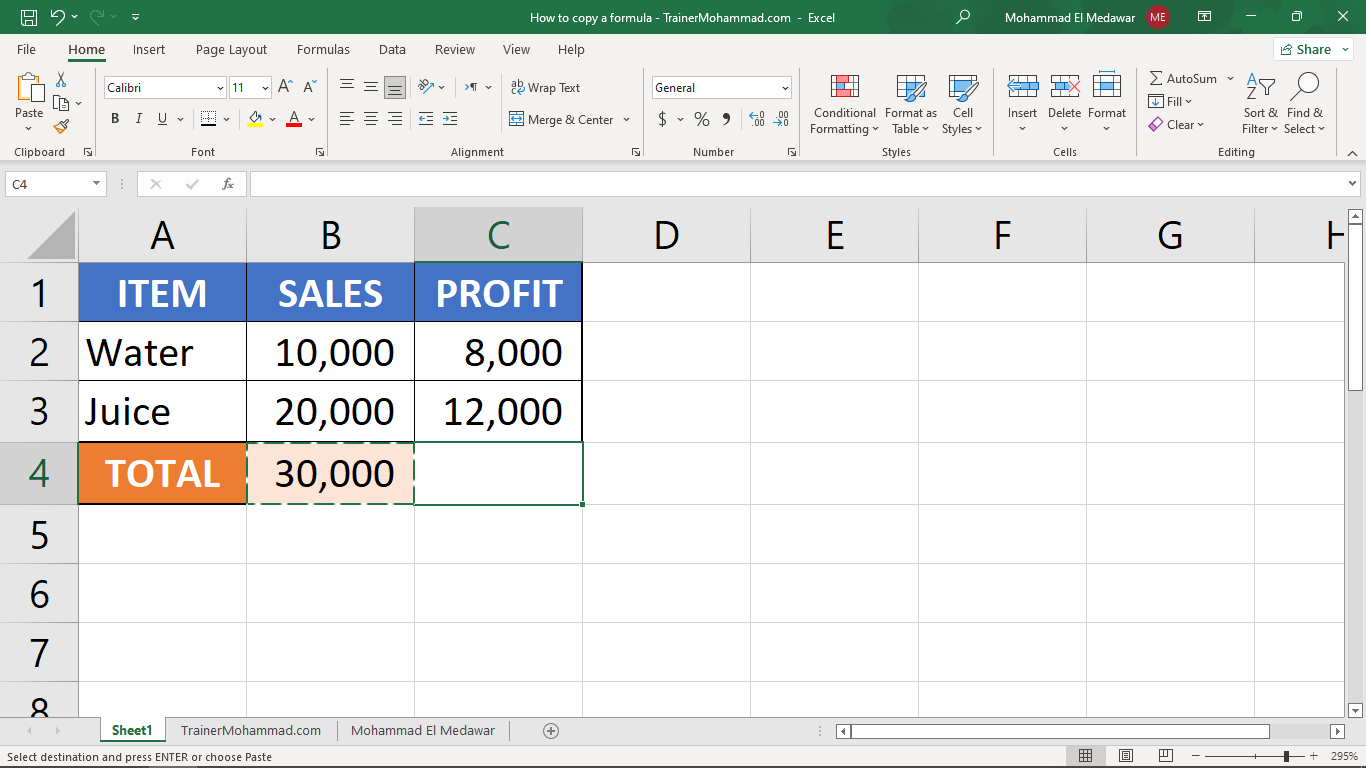 How to copy a formula - TrainerMohammad.com - Excel
Mohammad El Medawar ME
File Home Insert Page Layout Formulas Data Review View Help Share
Paste
Clipboard
Calibri 11
A A
B I U A
Font
ab Wrap Text
Merge & Center
Alignment
General
$ % 9
Number
Conditional Formatting
Format as Table
Cell Styles
Styles
Insert Delete Format
Cells
AutoSum
Fill
Clear
Sort & Filter
Find & Select
Editing
C4 fx
A B C D E F G H
1 ITEM SALES PROFIT
2 Water 10,000 8,000
3 Juice 20,000 12,000
4 TOTAL 30,000
5
6
7
8
Sheet1 TrainerMohammad.com Mohammad El Medawar
Select destination and press ENTER or choose Paste 295%